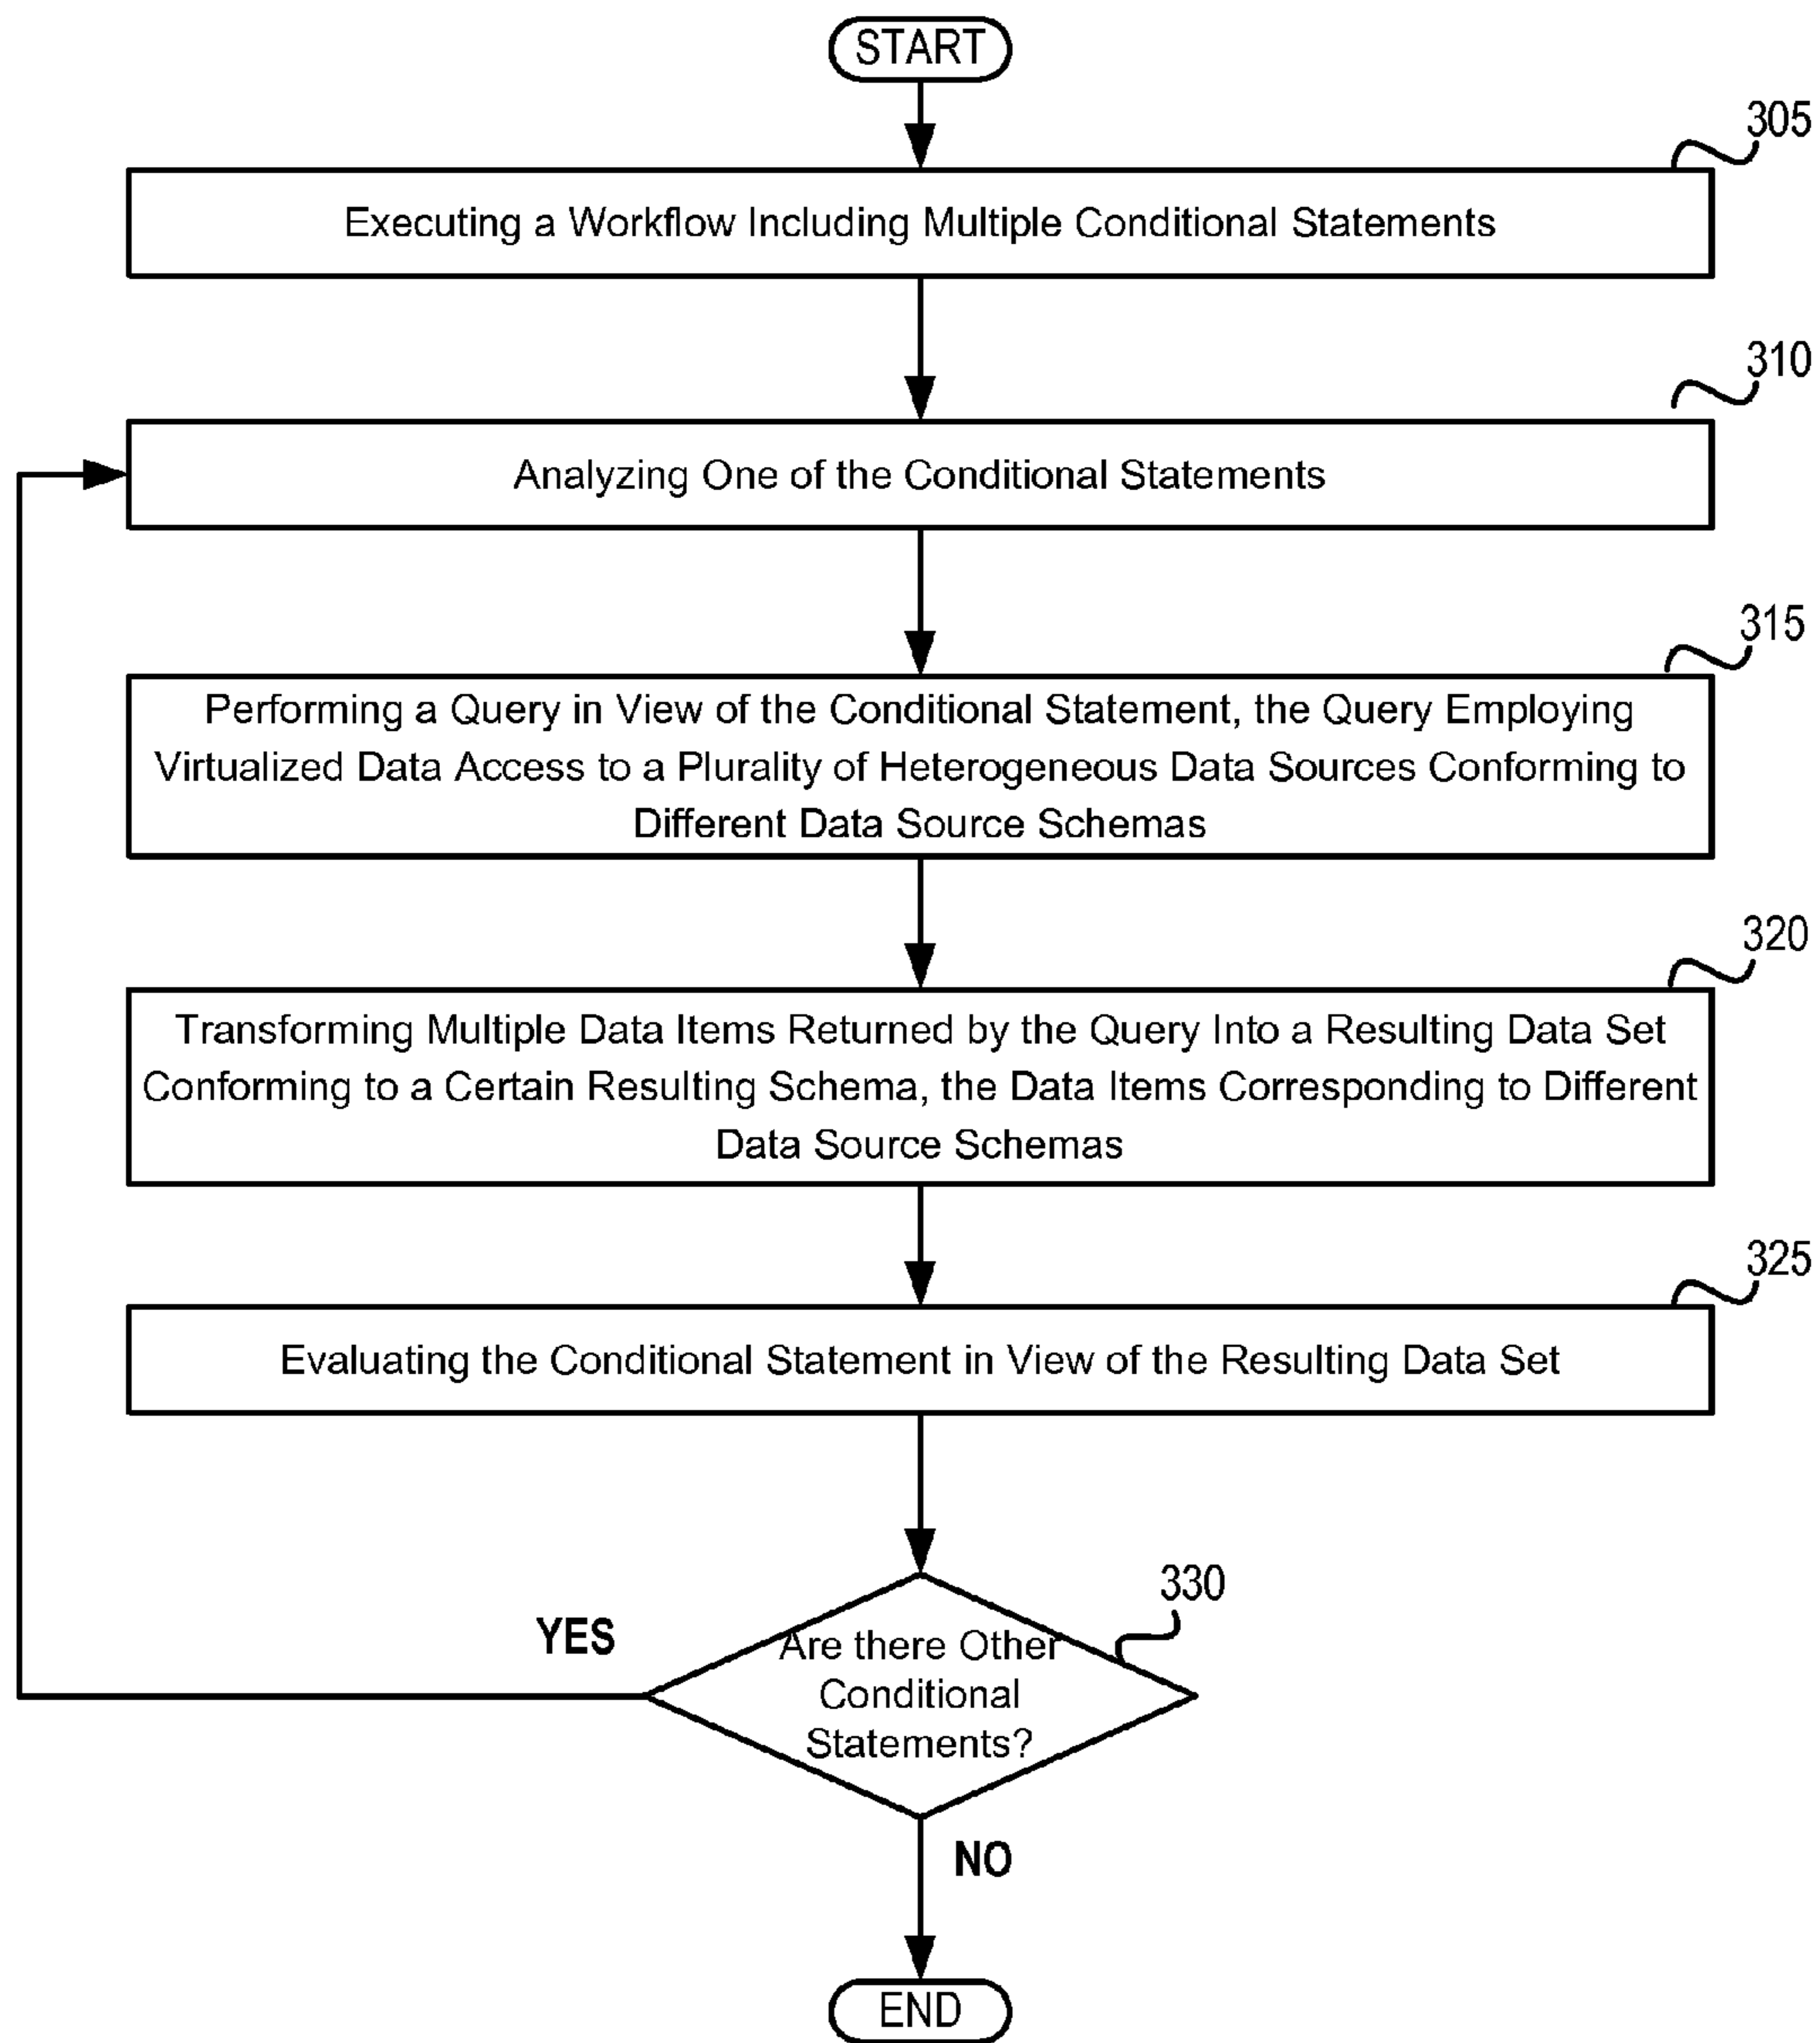 START
305
Executing a Workflow Including Multiple Conditional Statements
310
Analyzing One of the Conditional Statements
315
Performing a Query in View of the Conditional Statement, the Query Employing
Virtualized Data Access to a Plurality of Heterogeneous Data Sources Conforming to
Different Data Source Schemas
320
Transforming Multiple Data Items Returned by the Query Into a Resulting Data Set
Conforming to a Certain Resulting Schema, the Data Items Corresponding to Different
Data Source Schemas
325
Evaluating the Conditional Statement in View of the Resulting Data Set
330
YES
Are there Other
Conditional
Statements?
NO
END